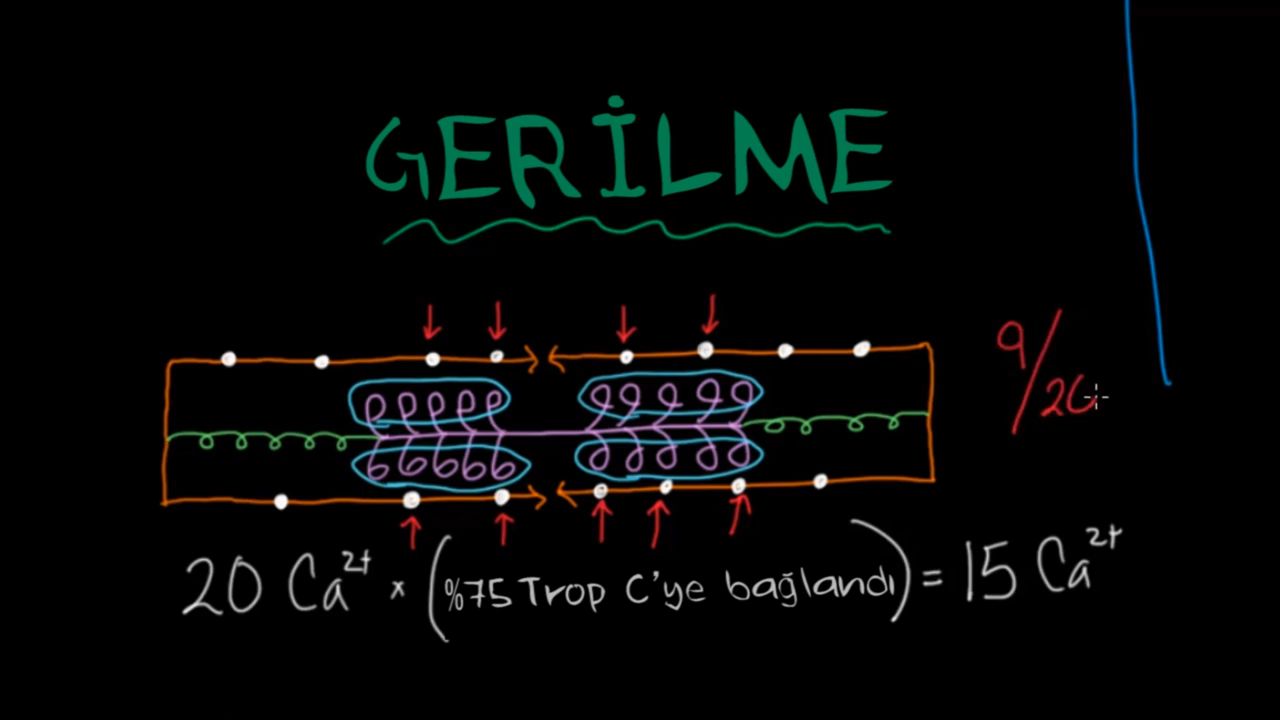 GERİLME
9/20
20 Ca²⁺ × (%75 Trop C'ye bağlandı) = 15 Ca²⁺